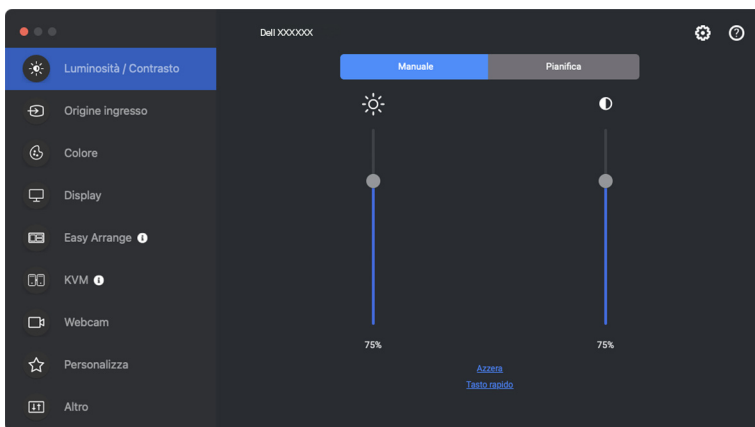 Dell XXXXXX
Luminosità / Contrasto
Manuale
Pianifica
Origine ingresso
Colore
Display
Easy Arrange
KVM
Webcam
Personalizza
Altro
75%
75%
Azzera
Tasto rapido